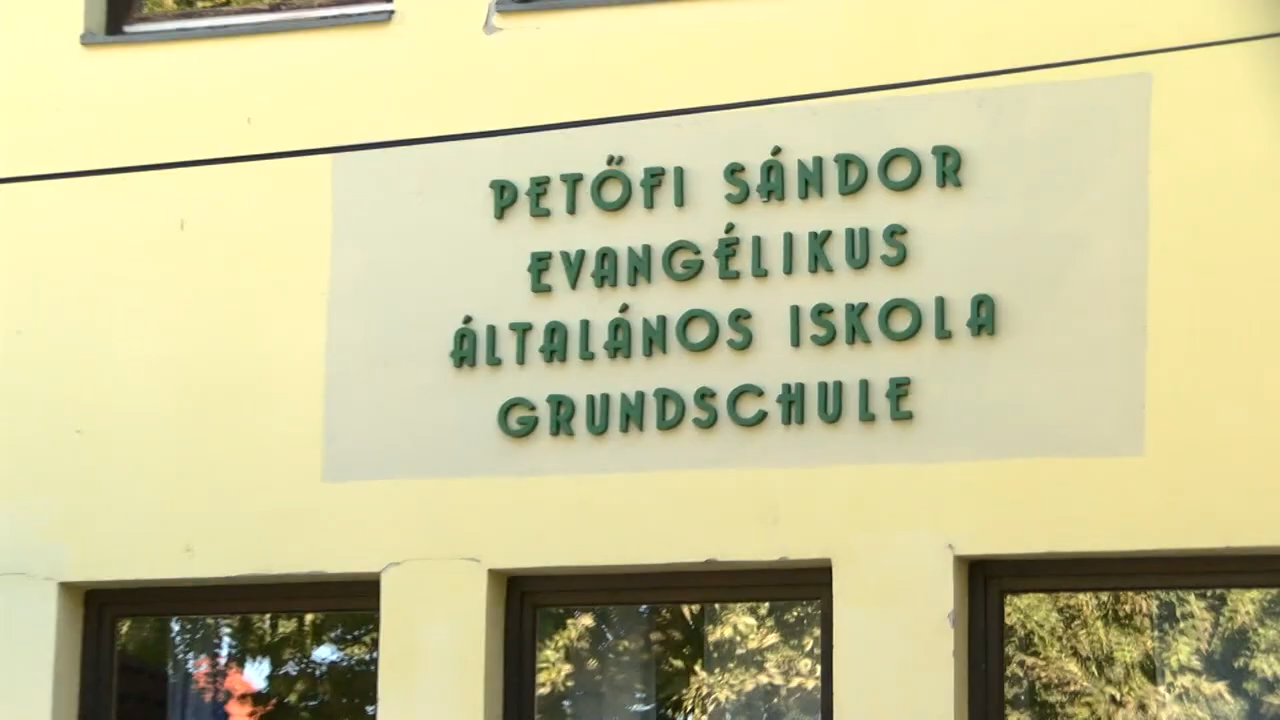 PETŐFI SÁNDOR
EVANGÉLIKUS
ÁLTALÁNOS ISKOLA
GRUNDSCHULE